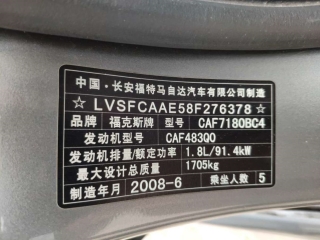 中国·长安福特马自达汽车有限公司制造
☆ LVSFCAAE58F276378 ☆
品牌 福克斯牌 型号 CAF7180BC4
发动机型号 CAF483Q0
发动机排量/额定功率 1.8L/91.4kW
最大设计总质量 1705kg
制造年月 2008-6 乘坐人数 5